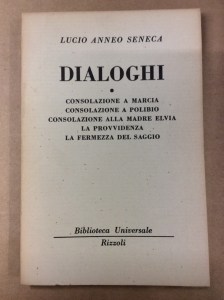 LUCIO ANNEO SENECA
DIALOGHI
CONSOLAZIONE A MARCIA
CONSOLAZIONE A POLIBIO
CONSOLAZIONE ALLA MADRE ELVIA
LA PROVVIDENZA
LA FERMEZZA DEL SAGGIO
Biblioteca Universale
Rizzoli